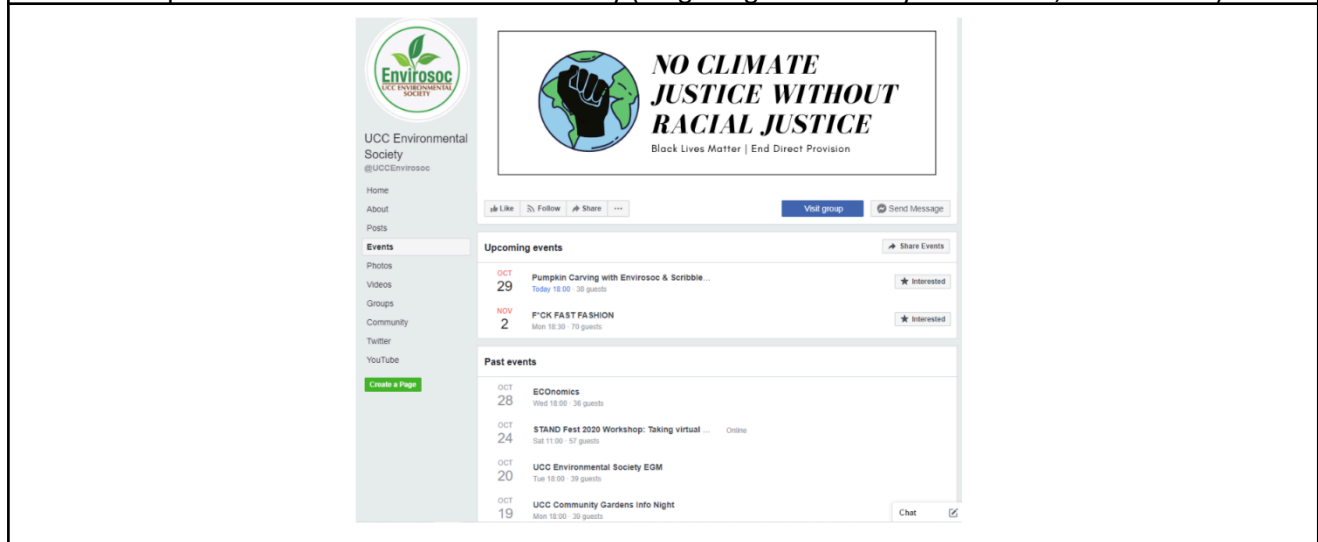 Envirosoc
UCC ENVIRONMENTAL
SOCIETY
UCC Environmental
Society
@UCCEnvirosoc
Home
About
Posts
Events
Photos
Videos
Groups
Community
Twitter
YouTube
Create a Page
NO CLIMATE
JUSTICE WITHOUT
RACIAL JUSTICE
Black Lives Matter | End Direct Provision
Like Follow Share ... Visit group Send Message
Upcoming events Share Events
OCT
29
Pumpkin Carving with Envirosoc & Scribble...
Today 18:00 · 38 guests
Interested
NOV
2
F*CK FAST FASHION
Mon 18:30 · 70 guests
Interested
Past events
OCT
28
ECOnomics
Wed 18:00 · 36 guests
OCT
24
STAND Fest 2020 Workshop: Taking virtual ... Online
Sat 11:00 · 57 guests
OCT
20
UCC Environmental Society EGM
Tue 18:00 · 39 guests
OCT
19
UCC Community Gardens Info Night
Mon 18:00 · 39 guests
Chat